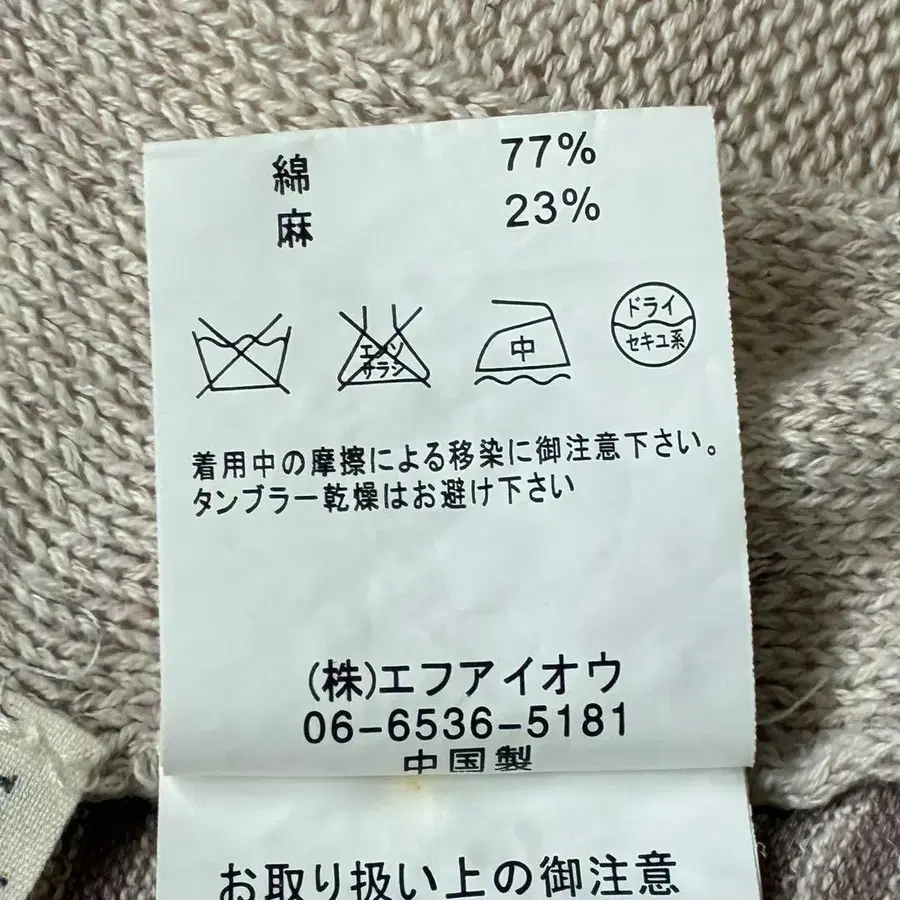 綿 77%
麻 23%
エンソ
サラシ
中
ドライ
セキユ系
着用中の摩擦による移染に御注意下さい。
タンブラー乾燥はお避け下さい
(株)エフアイオウ
06-6536-5181
中国製
お取り扱い上の御注意